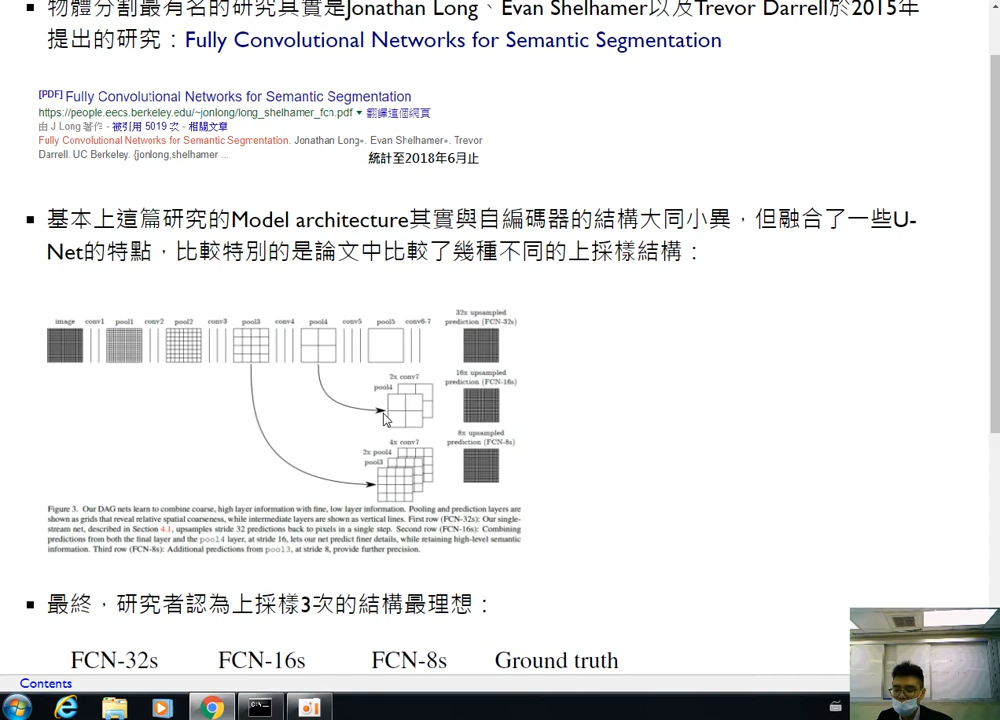 物體分割最有名的研究其實是Jonathan Long、Evan Shelhamer以及Trevor Darrell於2015年
提出的研究：Fully Convolutional Networks for Semantic Segmentation
[PDF] Fully Convolutional Networks for Semantic Segmentation
https://people.eecs.berkeley.edu/~jonlong/long_shelhamer_fcn.pdf ▾ 翻譯這個網頁
由 J Long 著作 - 被引用 5019 次 - 相關文章
Fully Convolutional Networks for Semantic Segmentation. Jonathan Long∗. Evan Shelhamer∗. Trevor
Darrell. UC Berkeley. {jonlong,shelhamer ...
統計至2018年6月止
基本上這篇研究的Model architecture其實與自編碼器的結構大同小異，但融合了一些U-
Net的特點，比較特別的是論文中比較了幾種不同的上採樣結構：
32x upsampled
image conv1 pool1 conv2 pool2 conv3 pool3 conv4 pool4 conv5 pool5 conv6-7 prediction (FCN-32s)
16x upsampled
2x conv7 prediction (FCN-16s)
pool4
8x upsampled
4x conv7 prediction (FCN-8s)
2x pool4
pool3
Figure 3. Our DAG nets learn to combine coarse, high layer information with fine, low layer information. Pooling and prediction layers are
shown as grids that reveal relative spatial coarseness, while intermediate layers are shown as vertical lines. First row (FCN-32s): Our single-
stream net, described in Section 4.1, upsamples stride 32 predictions back to pixels in a single step. Second row (FCN-16s): Combining
predictions from both the final layer and the pool4 layer, at stride 16, lets our net predict finer details, while retaining high-level semantic
information. Third row (FCN-8s): Additional predictions from pool3, at stride 8, provide further precision.
最終，研究者認為上採樣3次的結構最理想：
FCN-32s FCN-16s FCN-8s Ground truth
Contents